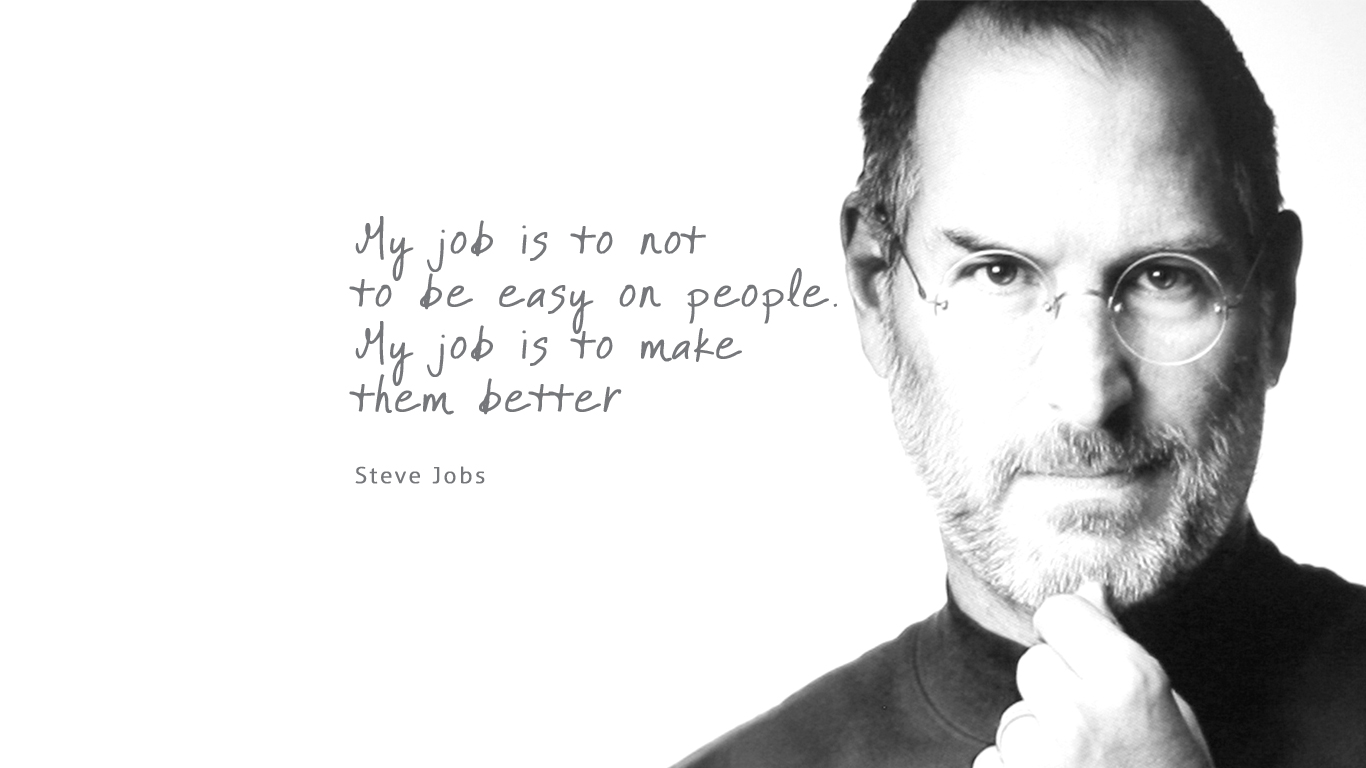 My job is to not
to be easy on people.
My job is to make
them better
Steve Jobs